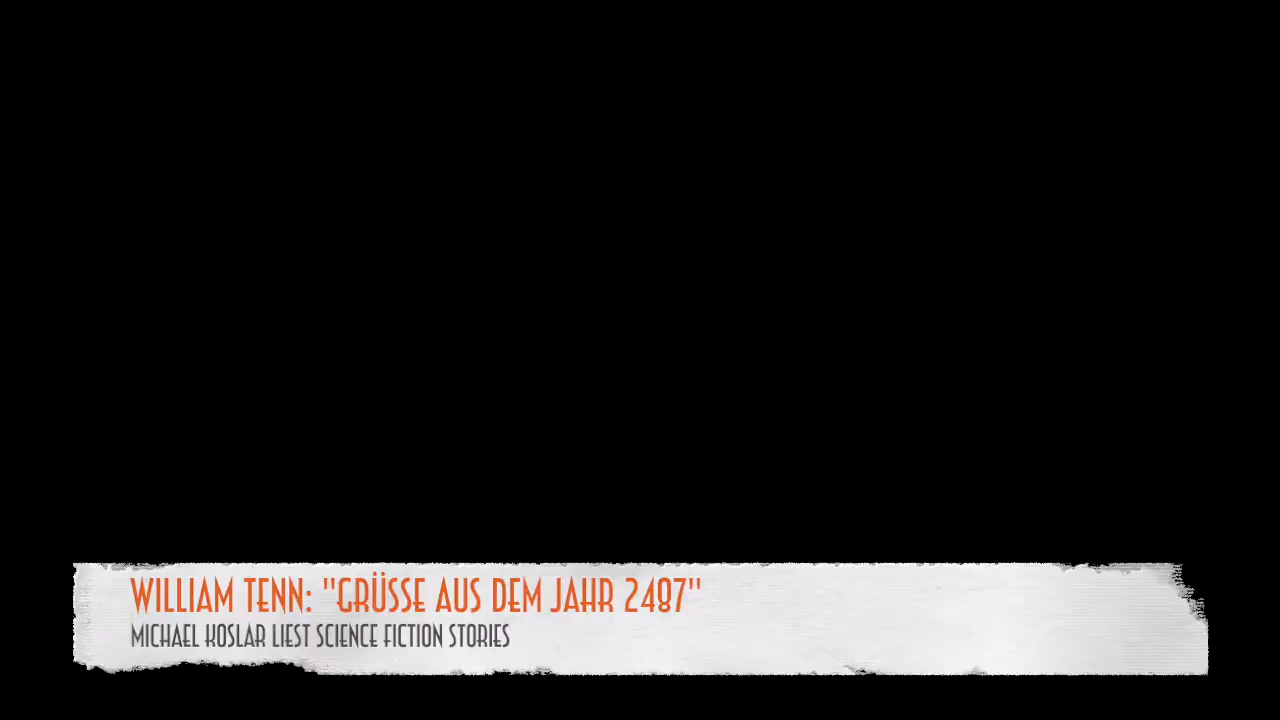 WILLIAM TENN: "GRÜSSE AUS DEM JAHR 2487"
MICHAEL KOSLAR LIEST SCIENCE FICTION STORIES